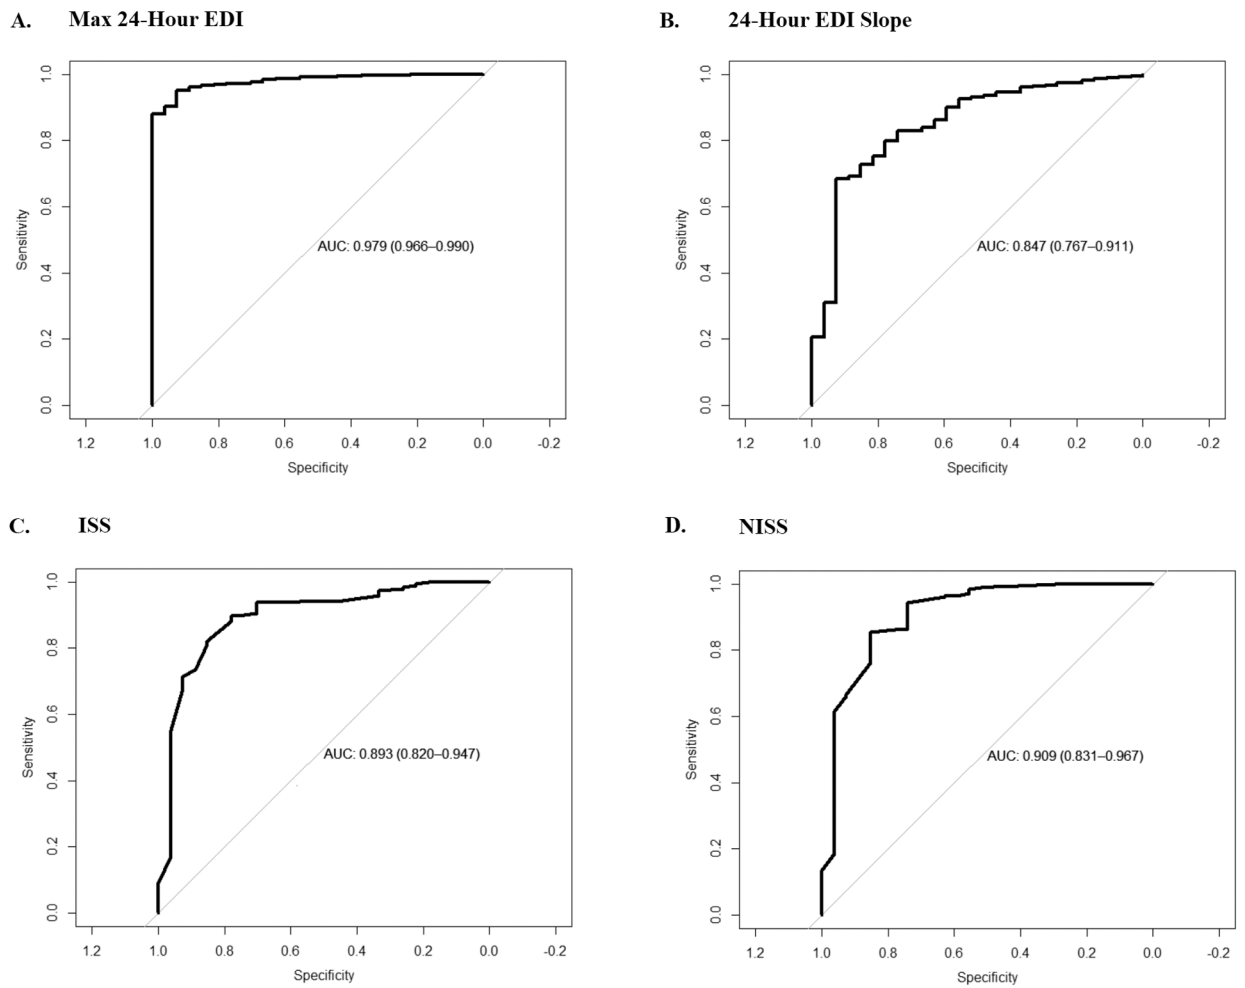 A. Max 24-Hour EDI
1.0
0.8
0.6
0.4
0.2
0.0
Sensitivity
AUC: 0.979 (0.966–0.990)
1.2 1.0 0.8 0.6 0.4 0.2 0.0 -0.2
Specificity
B. 24-Hour EDI Slope
1.0
0.8
0.6
0.4
0.2
0.0
Sensitivity
AUC: 0.847 (0.767–0.911)
1.2 1.0 0.8 0.6 0.4 0.2 0.0 -0.2
Specificity
C. ISS
1.0
0.8
0.6
0.4
0.2
0.0
Sensitivity
AUC: 0.893 (0.820–0.947)
1.2 1.0 0.8 0.6 0.4 0.2 0.0 -0.2
Specificity
D. NISS
1.0
0.8
0.6
0.4
0.2
0.0
Sensitivity
AUC: 0.909 (0.831–0.967)
1.2 1.0 0.8 0.6 0.4 0.2 0.0 -0.2
Specificity